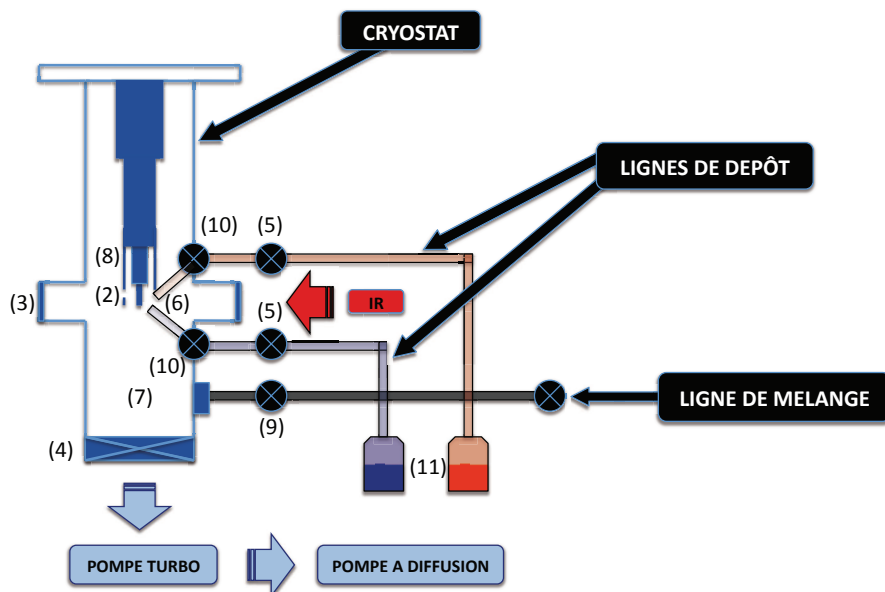 CRYOSTAT
LIGNES DE DEPÔT
(10) (5)
(8)
(3) (2) (6) IR
(5)
(10)
(7) LIGNE DE MELANGE
(9)
(4) (11)
POMPE TURBO POMPE A DIFFUSION